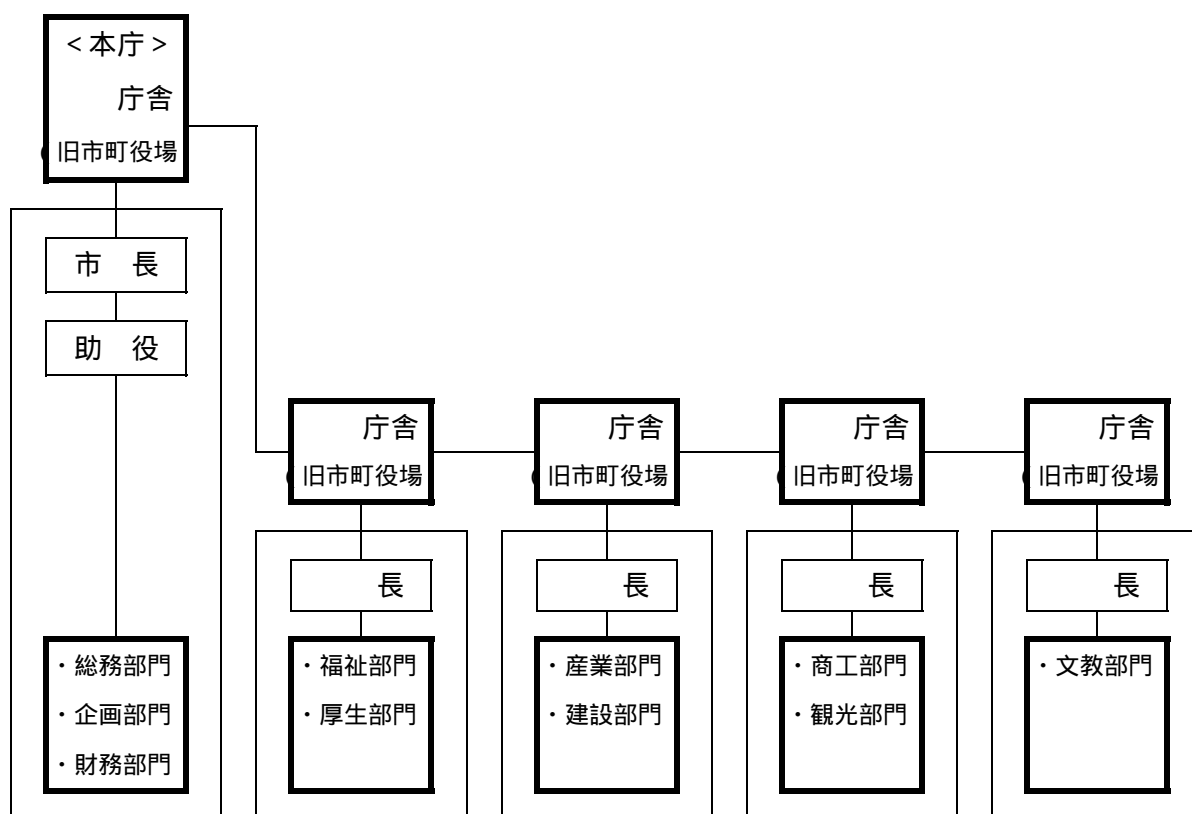 <本庁>
庁舎
(旧市町役場
市 長
助 役
・総務部門
・企画部門
・財務部門
庁舎
(旧市町役場
長
・福祉部門
・厚生部門
庁舎
(旧市町役場
長
・産業部門
・建設部門
庁舎
(旧市町役場
長
・商工部門
・観光部門
庁舎
(旧市町役場
長
・文教部門